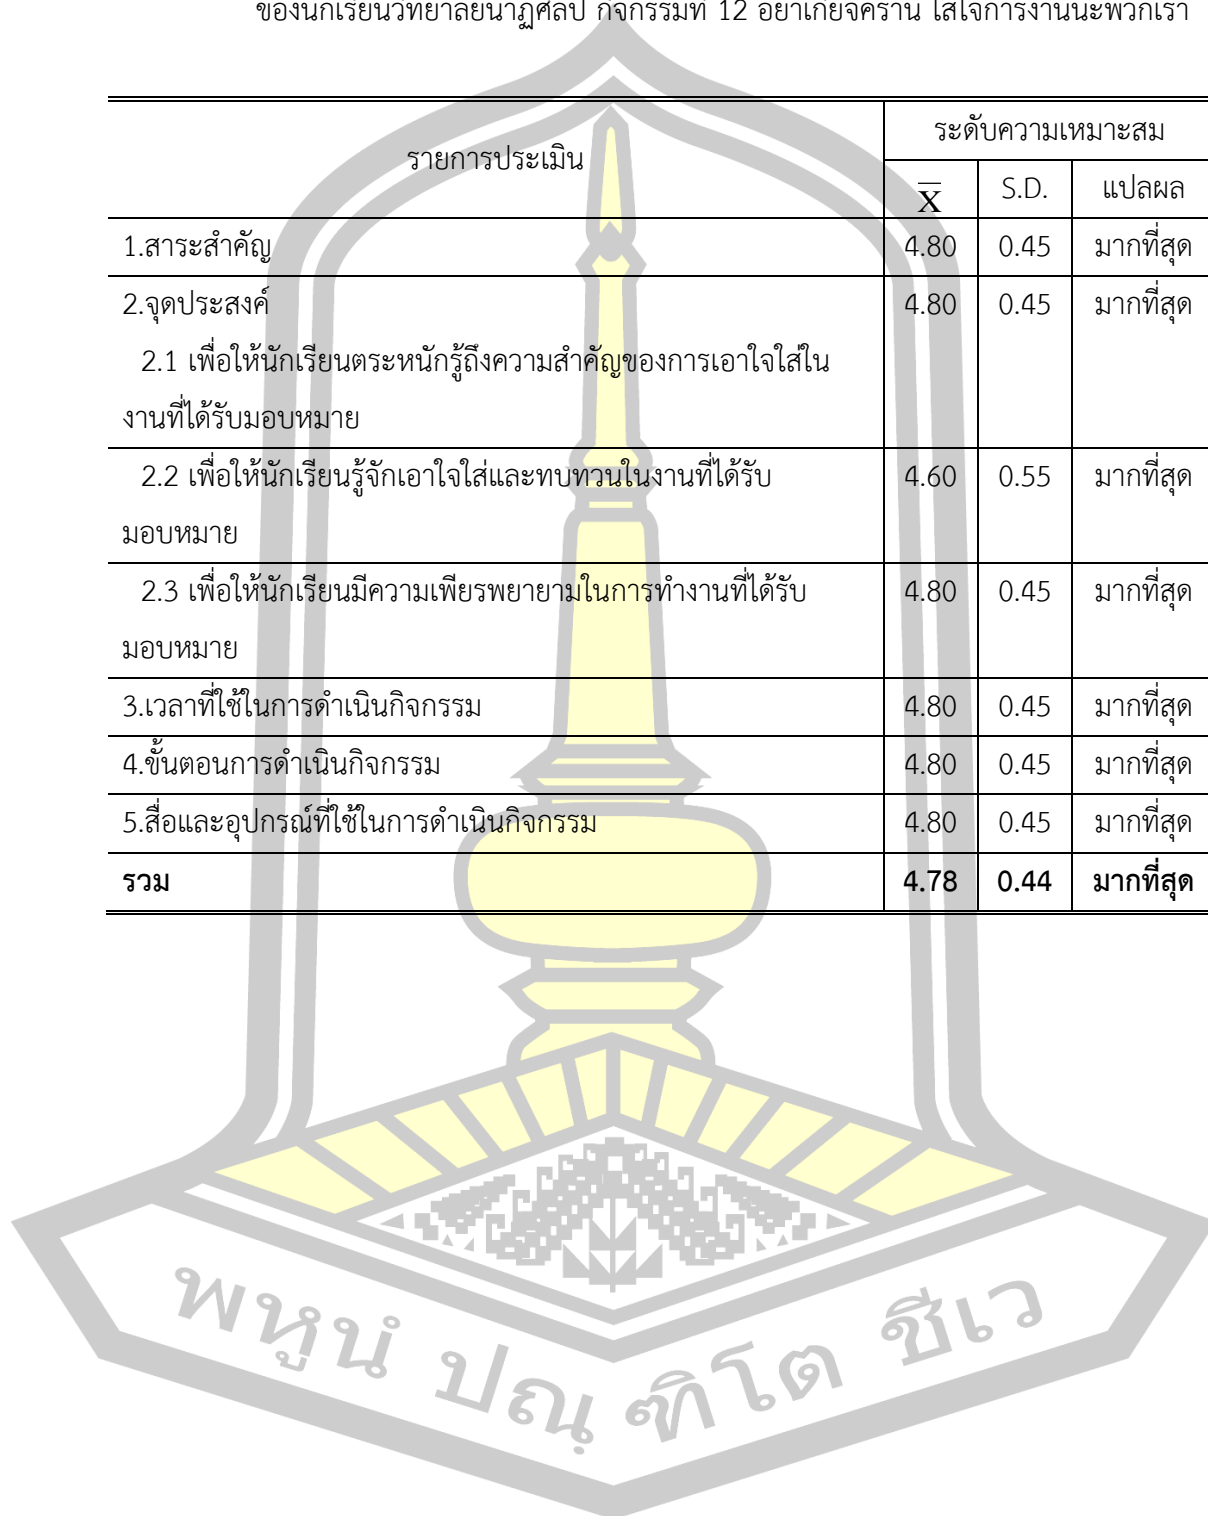 ของนักเรียนวิทยาลัยนาฏศิลป กิจกรรมที่ 12 อย่าเกียจคร้าน ใส่ใจการงานนะพวกเรา
รายการประเมิน
ระดับความเหมาะสม
X̄ S.D. แปลผล
1.สาระสำคัญ 4.80 0.45 มากที่สุด
2.จุดประสงค์ 4.80 0.45 มากที่สุด
2.1 เพื่อให้นักเรียนตระหนักรู้ถึงความสำคัญของการเอาใจใส่ใน
งานที่ได้รับมอบหมาย
2.2 เพื่อให้นักเรียนรู้จักเอาใจใส่และทบทวนในงานที่ได้รับ 4.60 0.55 มากที่สุด
มอบหมาย
2.3 เพื่อให้นักเรียนมีความเพียรพยายามในการทำงานที่ได้รับ 4.80 0.45 มากที่สุด
มอบหมาย
3.เวลาที่ใช้ในการดำเนินกิจกรรม 4.80 0.45 มากที่สุด
4.ขั้นตอนการดำเนินกิจกรรม 4.80 0.45 มากที่สุด
5.สื่อและอุปกรณ์ที่ใช้ในการดำเนินกิจกรรม 4.80 0.45 มากที่สุด
รวม 4.78 0.44 มากที่สุด
พหูนํ ปณฺ ฑิโต ชีเว